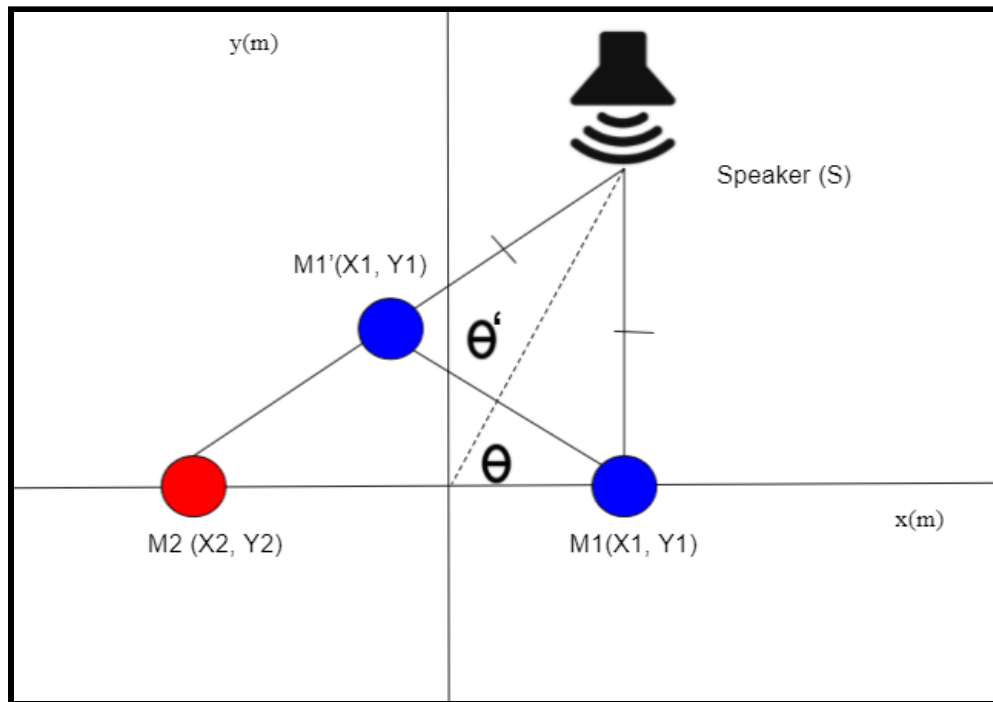 y(m)
Speaker (S)
M1’(X1, Y1)
θ‘
θ
x(m)
M2 (X2, Y2)
M1(X1, Y1)